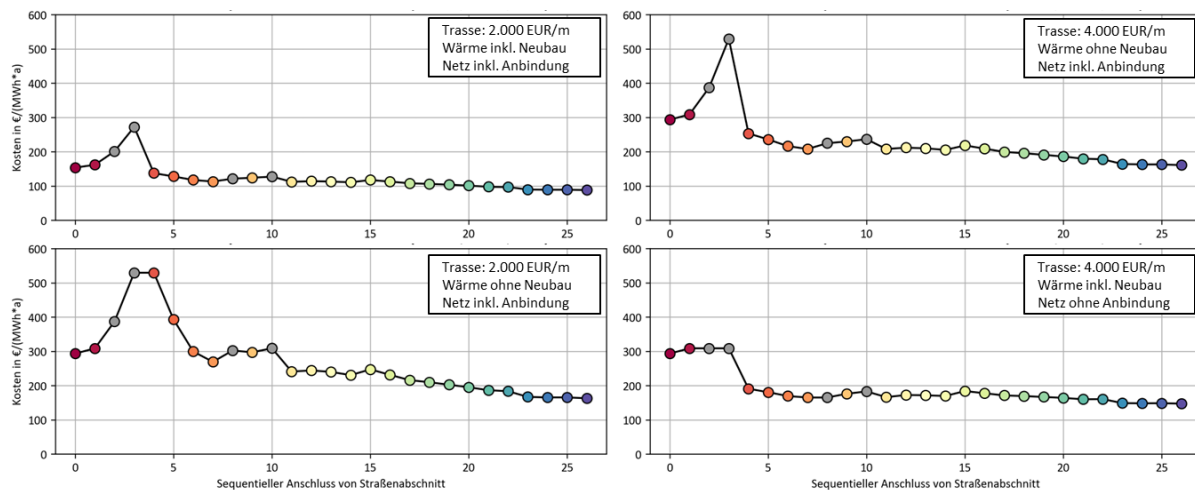 600
500
400
300
200
100
0
Kosten in €/(MWh*a)
Trasse: 2.000 EUR/m
Wärme inkl. Neubau
Netz inkl. Anbindung
0 5 10 15 20 25
600
500
400
300
200
100
0
Trasse: 4.000 EUR/m
Wärme ohne Neubau
Netz inkl. Anbindung
0 5 10 15 20 25
600
500
400
300
200
100
0
Kosten in €/(MWh*a)
Trasse: 2.000 EUR/m
Wärme ohne Neubau
Netz inkl. Anbindung
0 5 10 15 20 25
Sequentieller Anschluss von Straßenabschnitt
600
500
400
300
200
100
0
Trasse: 4.000 EUR/m
Wärme inkl. Neubau
Netz ohne Anbindung
0 5 10 15 20 25
Sequentieller Anschluss von Straßenabschnitt